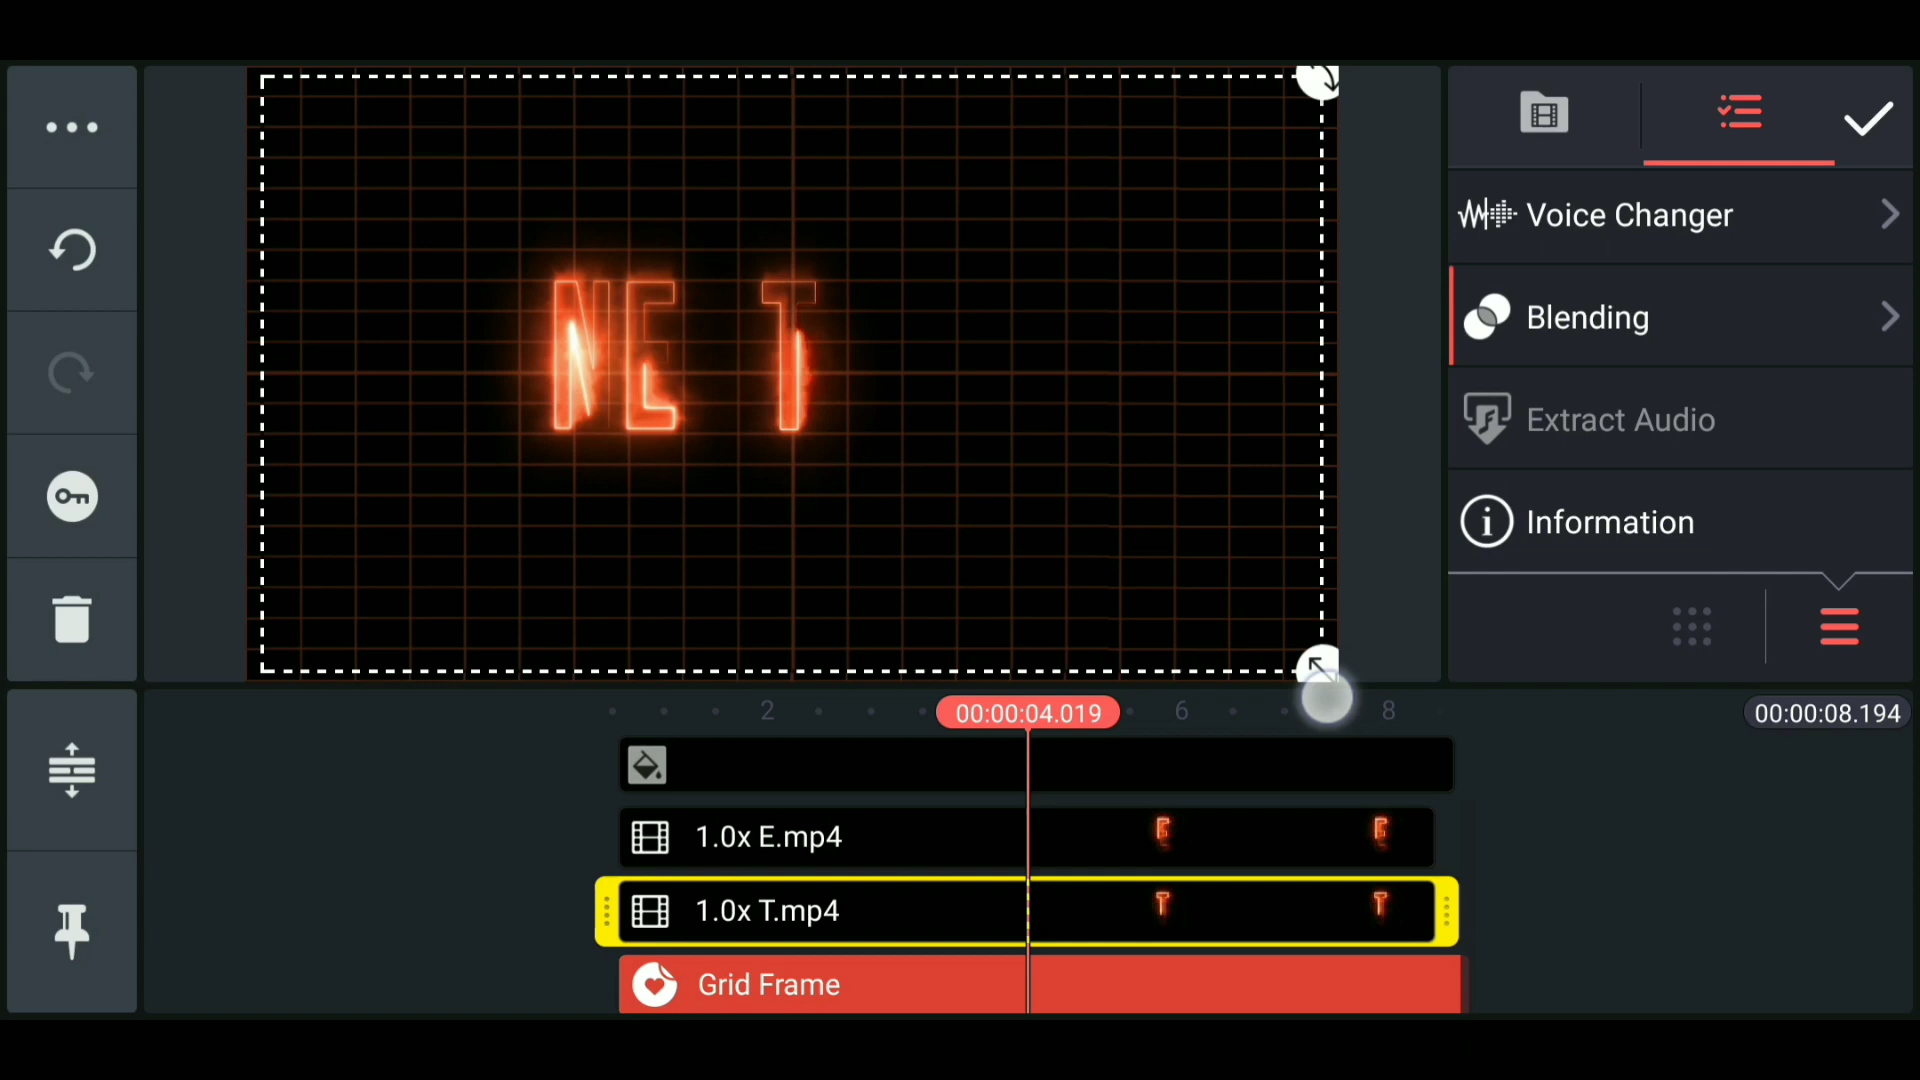 NE T
Voice Changer
Blending
Extract Audio
Information
2
00:00:04.019
6
8
00:00:08.194
1.0x E.mp4
E
E
1.0x T.mp4
T
T
Grid Frame